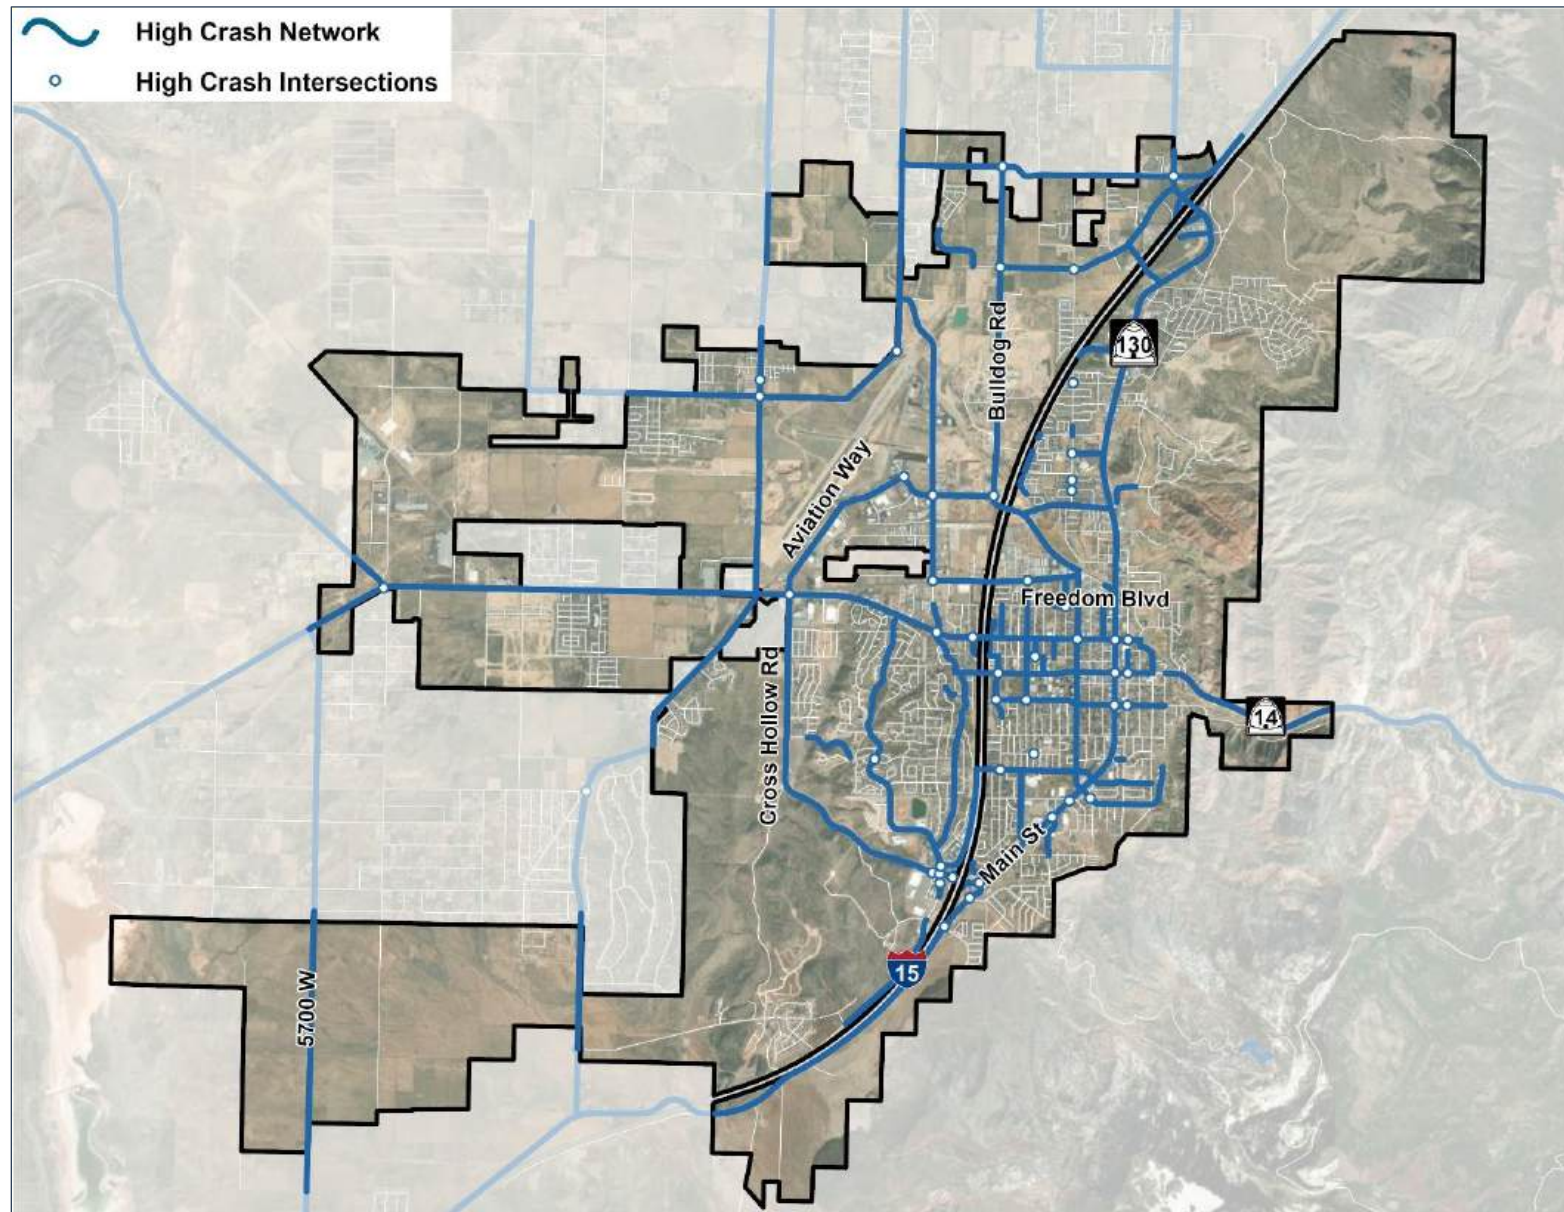 High Crash Network
High Crash Intersections
130
Bulldog Rd
Aviation Way
Freedom Blvd
Cross Hollow Rd
14
Main St
15
5700 W